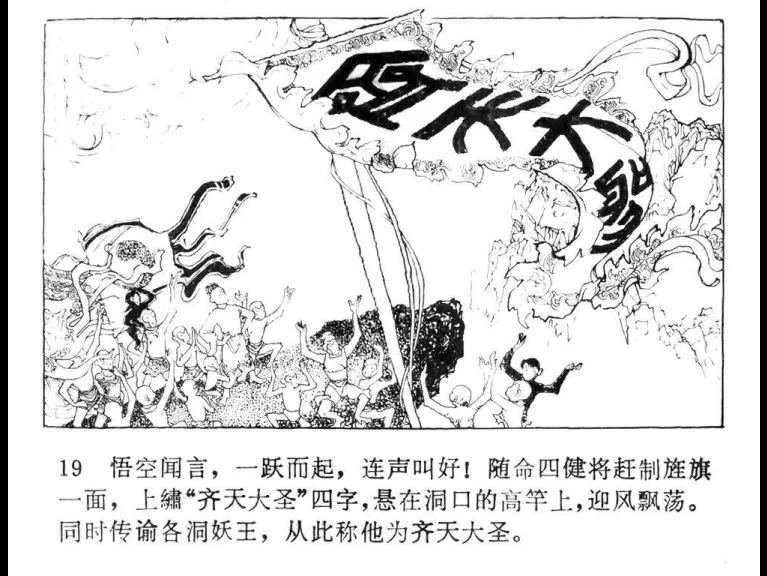 齊天大聖
19 悟空闻言，一跃而起，连声叫好！随命四健将赶制旌旗
一面，上繡“齐天大圣”四字，悬在洞口的高竿上，迎风飘荡。
同时传谕各洞妖王，从此称他为齐天大圣。